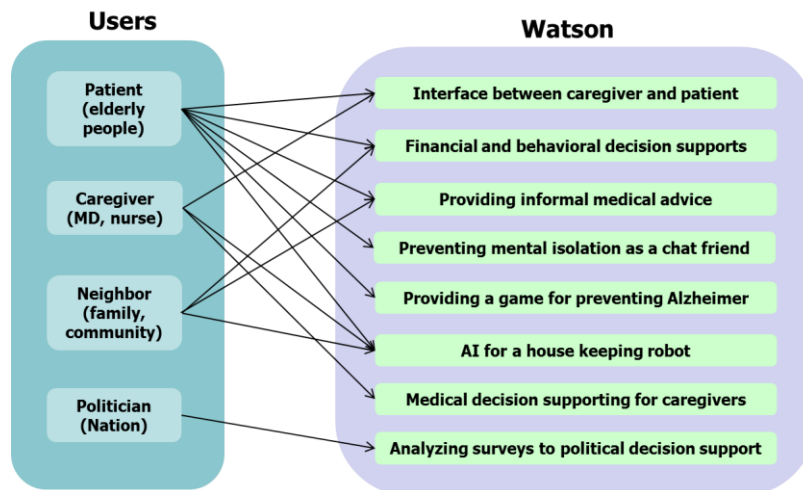 Users
Watson
Patient
(elderly
people)
Caregiver
(MD, nurse)
Neighbor
(family,
community)
Politician
(Nation)
Interface between caregiver and patient
Financial and behavioral decision supports
Providing informal medical advice
Preventing mental isolation as a chat friend
Providing a game for preventing Alzheimer
AI for a house keeping robot
Medical decision supporting for caregivers
Analyzing surveys to political decision support